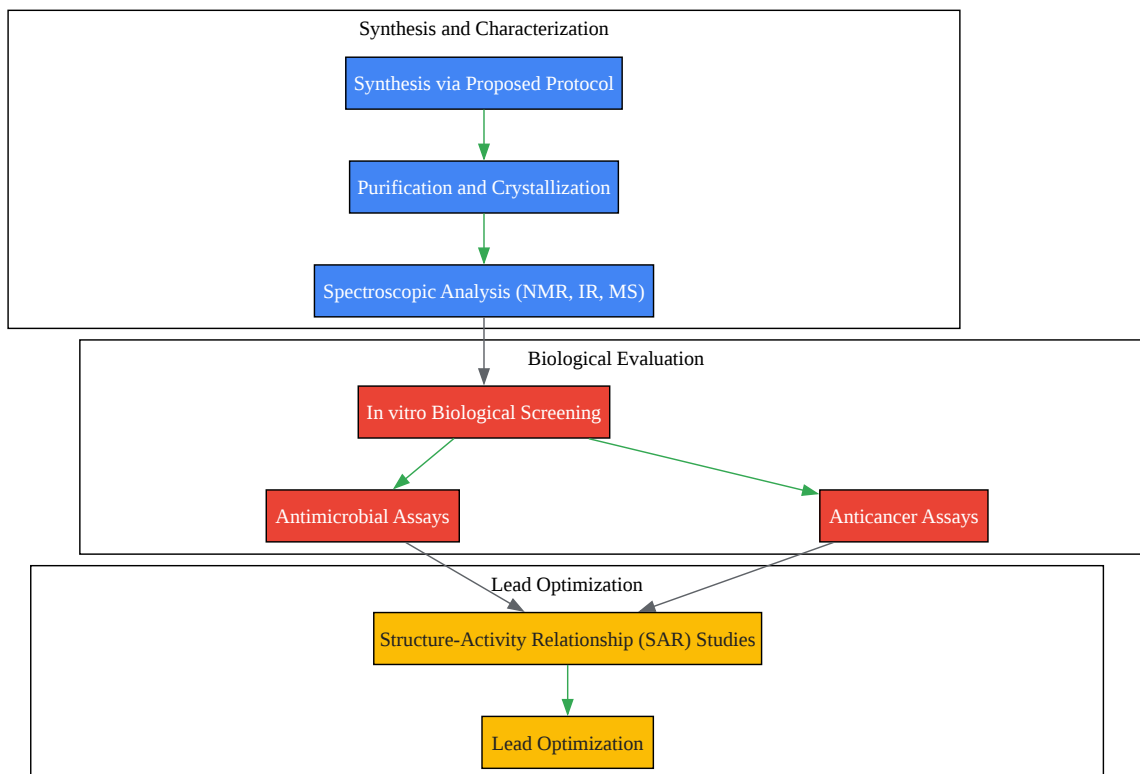 Synthesis and Characterization
Synthesis via Proposed Protocol
Purification and Crystallization
Spectroscopic Analysis (NMR, IR, MS)
Biological Evaluation
In vitro Biological Screening
Antimicrobial Assays
Anticancer Assays
Lead Optimization
Structure-Activity Relationship (SAR) Studies
Lead Optimization